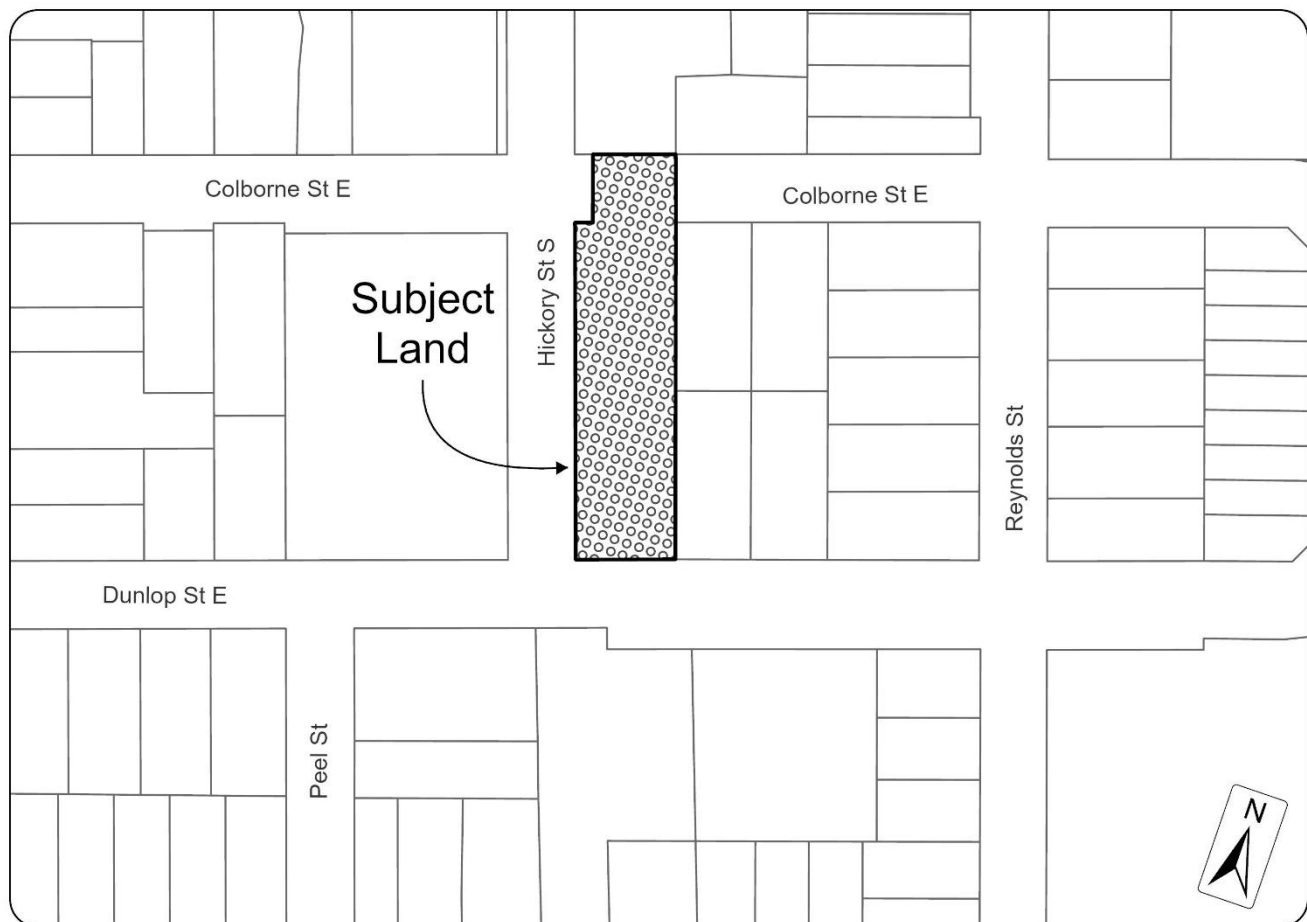 Colborne St E
Colborne St E
Hickory St S
Subject
Land
Reynolds St
Dunlop St E
Peel St
N